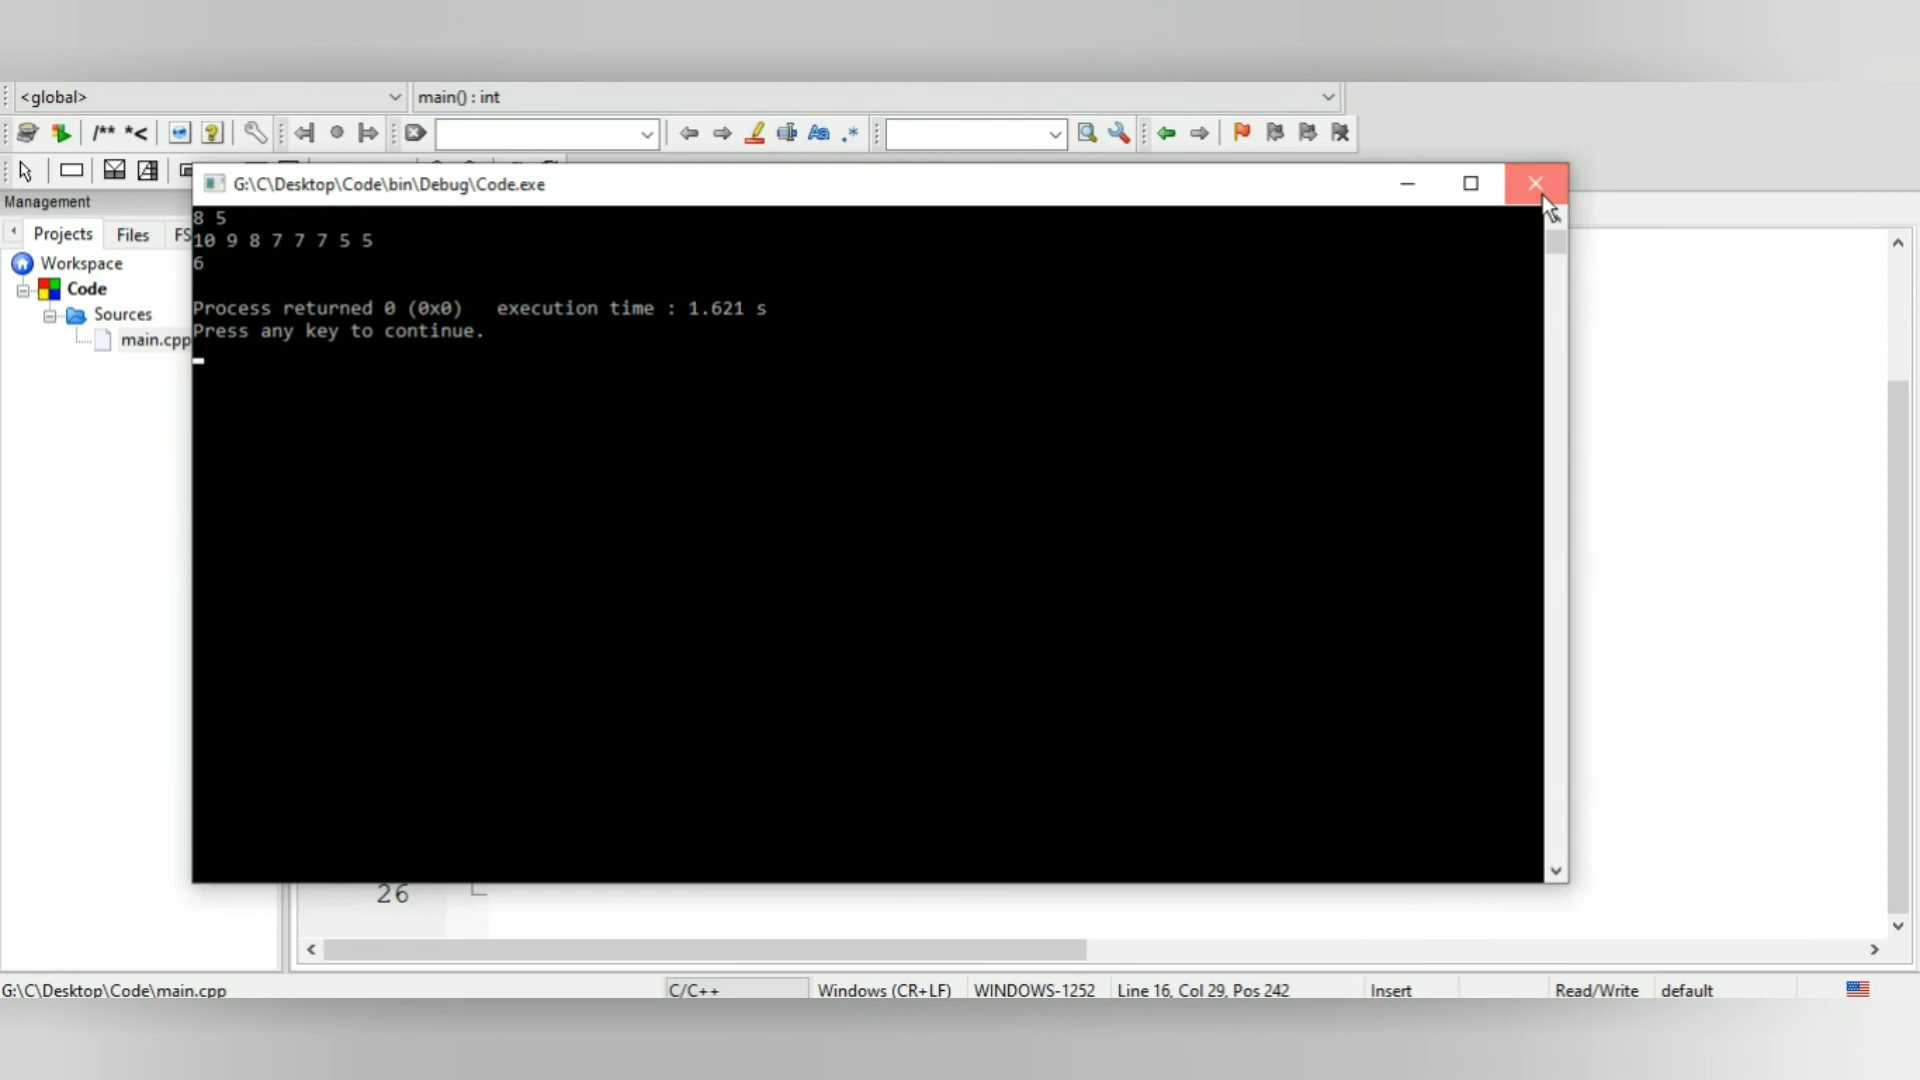 <global>
main() : int
/** *<
Management
Projects
Files
FS
Workspace
Code
Sources
main.cpp
G:\C\Desktop\Code\bin\Debug\Code.exe
8 5
10 9 8 7 7 7 5 5
6
Process returned 0 (0x0)   execution time : 1.621 s
Press any key to continue.
26
G:\C\Desktop\Code\main.cpp
C/C++
Windows (CR+LF)
WINDOWS-1252
Line 16, Col 29, Pos 242
Insert
Read/Write
default